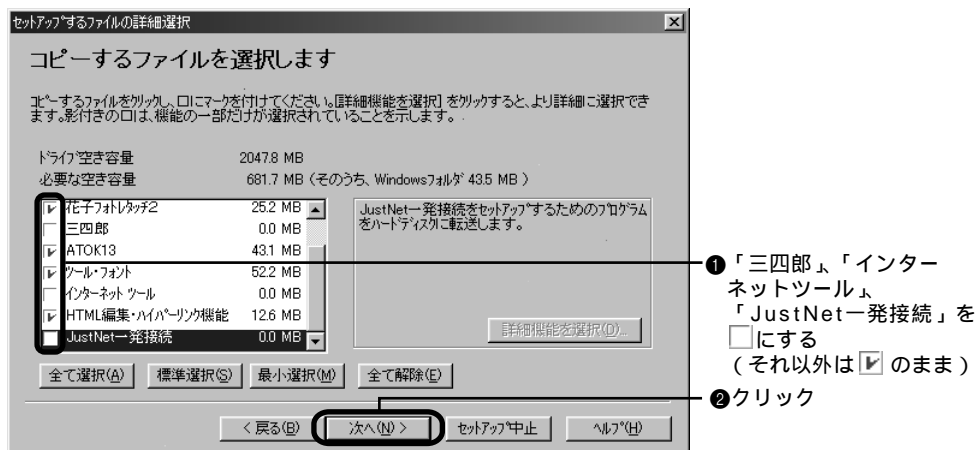 セットアップするファイルの詳細選択
コピーするファイルを選択します
コピーするファイルをクリックし、□にマークを付けてください。[詳細機能を選択] をクリックすると、より詳細に選択でき
ます。影付きの□は、機能の一部だけが選択されていることを示します。
ドライブ空き容量 2047.8 MB
必要な空き容量 681.7 MB (そのうち、Windowsフォルダ 43.5 MB )
花子フォトレタッチ2 25.2 MB
三四郎 0.0 MB
ATOK13 43.1 MB
ツール・フォント 52.2 MB
インターネット ツール 0.0 MB
HTML編集・ハイパーリンク機能 12.6 MB
JustNet一発接続 0.0 MB
JustNet一発接続をセットアップするためのプログラム
をハードディスクに転送します。
詳細機能を選択(O)...
全て選択(A) 標準選択(S) 最小選択(M) 全て解除(E)
< 戻る(B) 次へ(N) > セットアップ中止 ヘルプ(H)
❶「三四郎」、「インター
ネットツール」、
「JustNet一発接続」を
□にする
(それ以外は のまま)
❷クリック